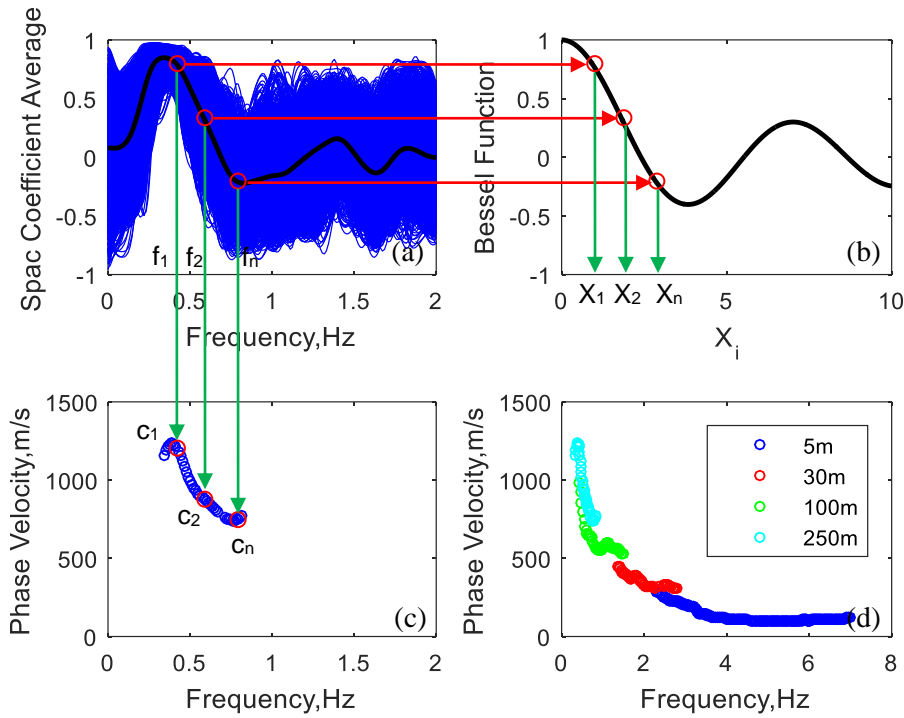 Spac Coefficient Average
1
0.5
0
-0.5
-1
f1
f2
fn
(a)
0
0.5
1
1.5
2
Frequency,Hz
Bessel Function
1
0.5
0
-0.5
-1
(b)
0
X1
X2
Xn
5
10
Xi
Phase Velocity,m/s
1500
1000
500
0
c1
c2
cn
(c)
0
0.5
1
1.5
2
Frequency,Hz
Phase Velocity,m/s
1500
1000
500
0
5m
30m
100m
250m
(d)
0
2
4
6
8
Frequency,Hz